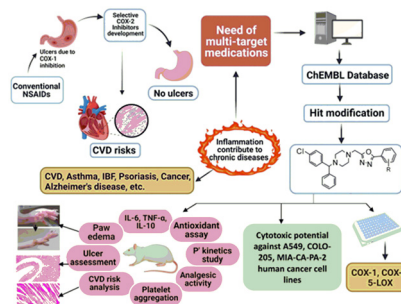 Ulcers due to
COX-1
inhibition
Conventional
NSAIDs
Selective
COX-2
Inhibitors
development
No ulcers
CVD risks
Need of
multi-target
medications
Inflammation
contribute to
chronic diseases
CVD, Asthma, IBF, Psoriasis, Cancer,
Alzheimer's disease, etc.
ChEMBL Database
Hit modification
Cl
N
N
O
N-N
R
Paw
edema
IL-6, TNF-α,
IL-10
Antioxidant
assay
Ulcer
assessment
P' kinetics
study
CVD risk
analysis
Analgesic
activity
Platelet
aggregation
Cytotoxic potential
against A549, COLO-
205, MIA-CA-PA-2
human cancer cell
lines
COX-1, COX-2,
5-LOX